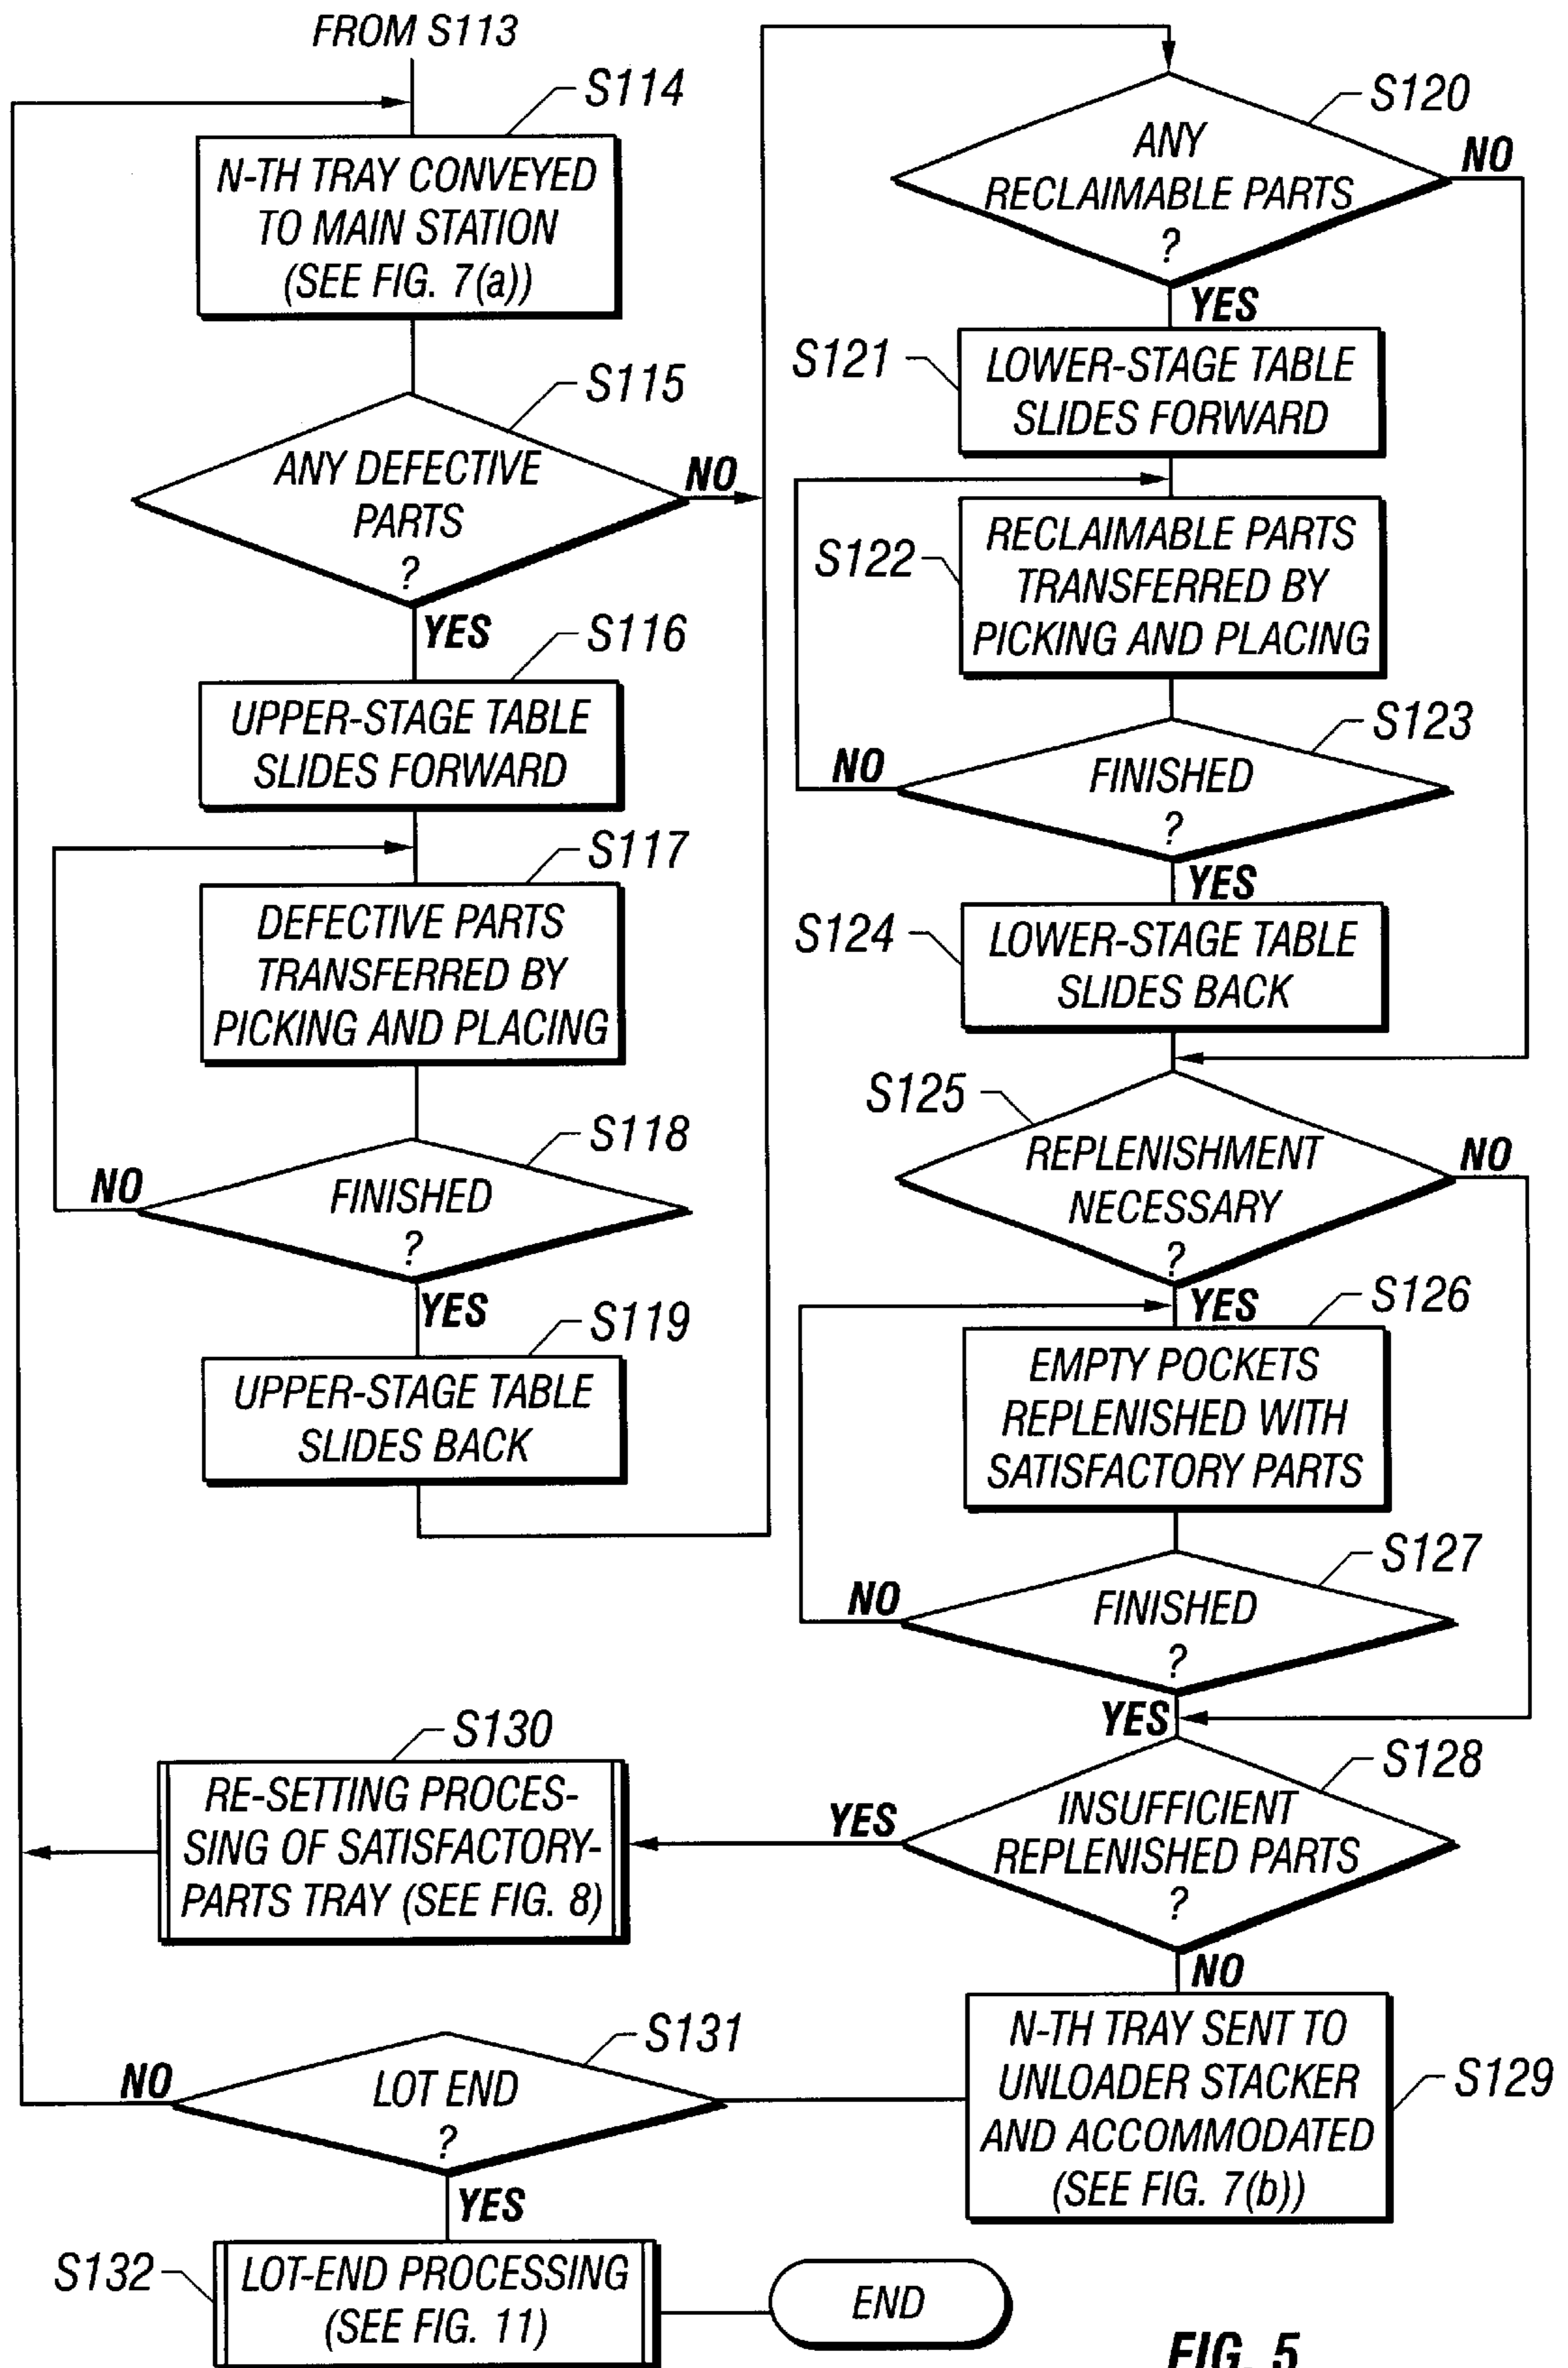 FROM S113
S114
N-TH TRAY CONVEYED
TO MAIN STATION
(SEE FIG. 7(a))
S115
ANY DEFECTIVE
PARTS
?
NO
YES
S116
UPPER-STAGE TABLE
SLIDES FORWARD
S117
DEFECTIVE PARTS
TRANSFERRED BY
PICKING AND PLACING
S118
FINISHED
?
NO
YES
S119
UPPER-STAGE TABLE
SLIDES BACK
S120
ANY
RECLAIMABLE PARTS
?
NO
YES
S121
LOWER-STAGE TABLE
SLIDES FORWARD
S122
RECLAIMABLE PARTS
TRANSFERRED BY
PICKING AND PLACING
S123
FINISHED
?
NO
YES
S124
LOWER-STAGE TABLE
SLIDES BACK
S125
REPLENISHMENT
NECESSARY
?
NO
YES
S126
EMPTY POCKETS
REPLENISHED WITH
SATISFACTORY PARTS
S127
FINISHED
?
NO
YES
S128
INSUFFICIENT
REPLENISHED PARTS
?
YES
NO
S130
RE-SETTING PROCES-
SING OF SATISFACTORY-
PARTS TRAY (SEE FIG. 8)
S129
N-TH TRAY SENT TO
UNLOADER STACKER
AND ACCOMMODATED
(SEE FIG. 7(b))
S131
LOT END
?
NO
YES
S132
LOT-END PROCESSING
(SEE FIG. 11)
END
FIG. 5